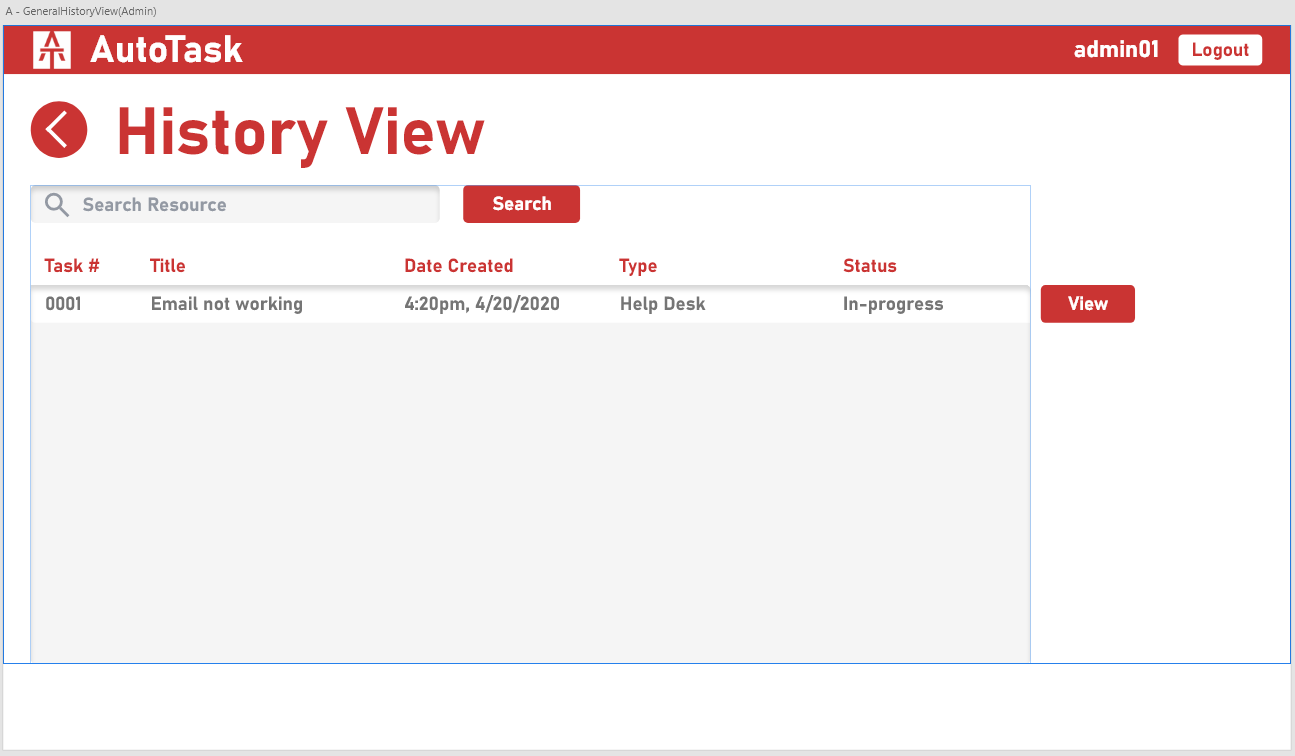 A - GeneralHistoryView(Admin)
AutoTask admin01 Logout
History View
Search Resource Search
Task # Title Date Created Type Status
0001 Email not working 4:20pm, 4/20/2020 Help Desk In-progress View